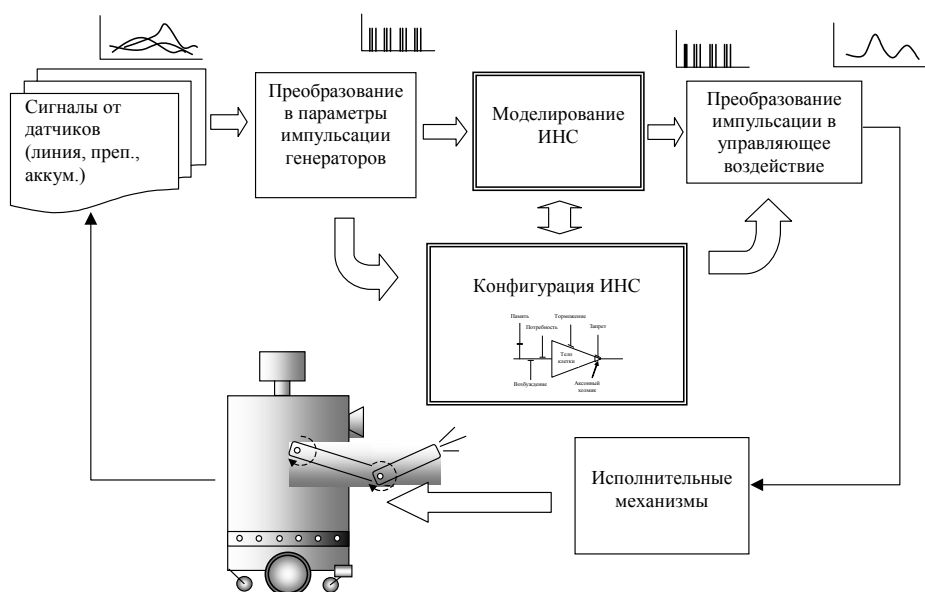 Сигналы от
датчиков
(линия, преп.,
аккум.)
Преобразование
в параметры
импульсации
генераторов
Моделирование
ИНС
Преобразование
импульсации в
управляющее
воздействие
Конфигурация ИНС
Память
Потребность
Торможение
Запрет
Тело
клетки
Возбуждение
Аксонный
холмик
Исполнительные
механизмы